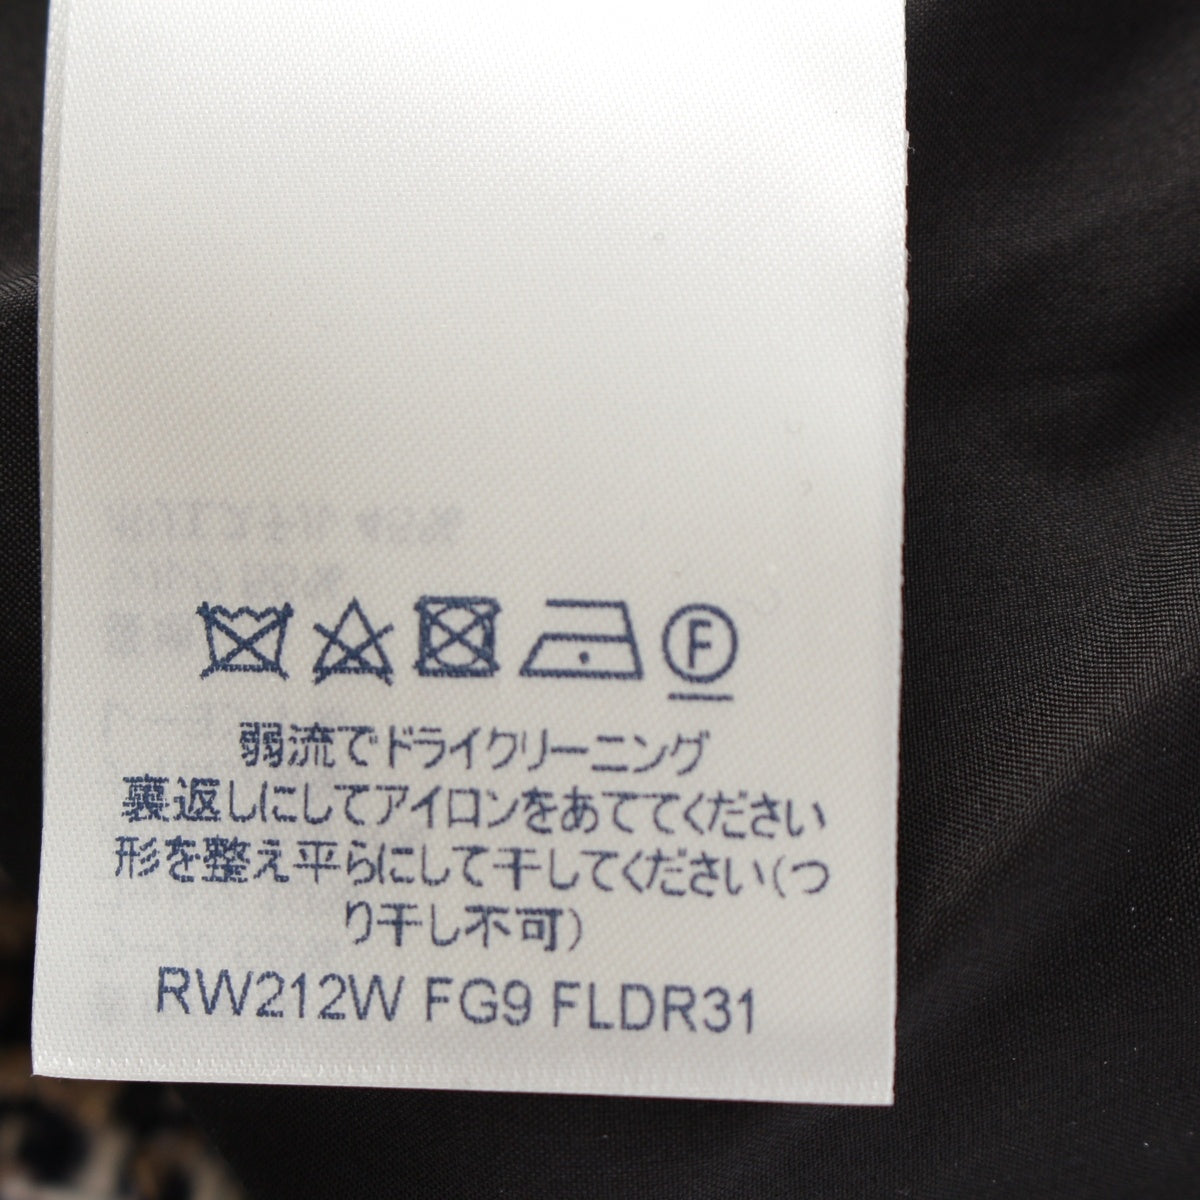 F
弱流でドライクリーニング
裏返しにしてアイロンをあててください
形を整え平らにして干してください(つ
り干し不可)
RW212W FG9 FLDR31